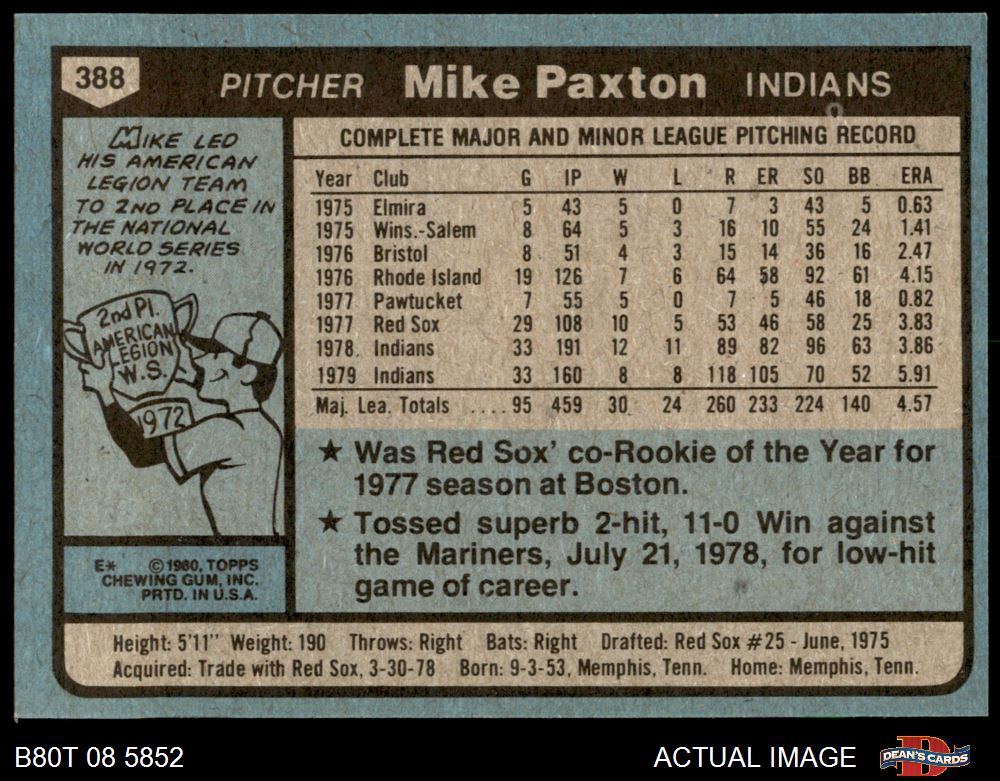 388
PITCHER Mike Paxton INDIANS
MIKE LED
HIS AMERICAN
LEGION TEAM
TO 2ND PLACE IN
THE NATIONAL
WORLD SERIES
IN 1972.
2nd Pl.
AMERICAN
LEGION
W.S.
1972
E* ©1980, TOPPS
CHEWING GUM, INC.
PRTD. IN U.S.A.
COMPLETE MAJOR AND MINOR LEAGUE PITCHING RECORD
Year Club G IP W L R ER SO BB ERA
1975 Elmira 5 43 5 0 7 3 43 5 0.63
1975 Wins.-Salem 8 64 5 3 16 10 55 24 1.41
1976 Bristol 8 51 4 3 15 14 36 16 2.47
1976 Rhode Island 19 126 7 6 64 58 92 61 4.15
1977 Pawtucket 7 55 5 0 7 5 46 18 0.82
1977 Red Sox 29 108 10 5 53 46 58 25 3.83
1978 Indians 33 191 12 11 89 82 96 63 3.86
1979 Indians 33 160 8 8 118 105 70 52 5.91
Maj. Lea. Totals .... 95 459 30 24 260 233 224 140 4.57
★ Was Red Sox' co-Rookie of the Year for
1977 season at Boston.
★ Tossed superb 2-hit, 11-0 Win against
the Mariners, July 21, 1978, for low-hit
game of career.
Height: 5'11" Weight: 190 Throws: Right Bats: Right Drafted: Red Sox #25 - June, 1975
Acquired: Trade with Red Sox, 3-30-78 Born: 9-3-53, Memphis, Tenn. Home: Memphis, Tenn.
B80T 08 5852
ACTUAL IMAGE
DEAN'S CARDS